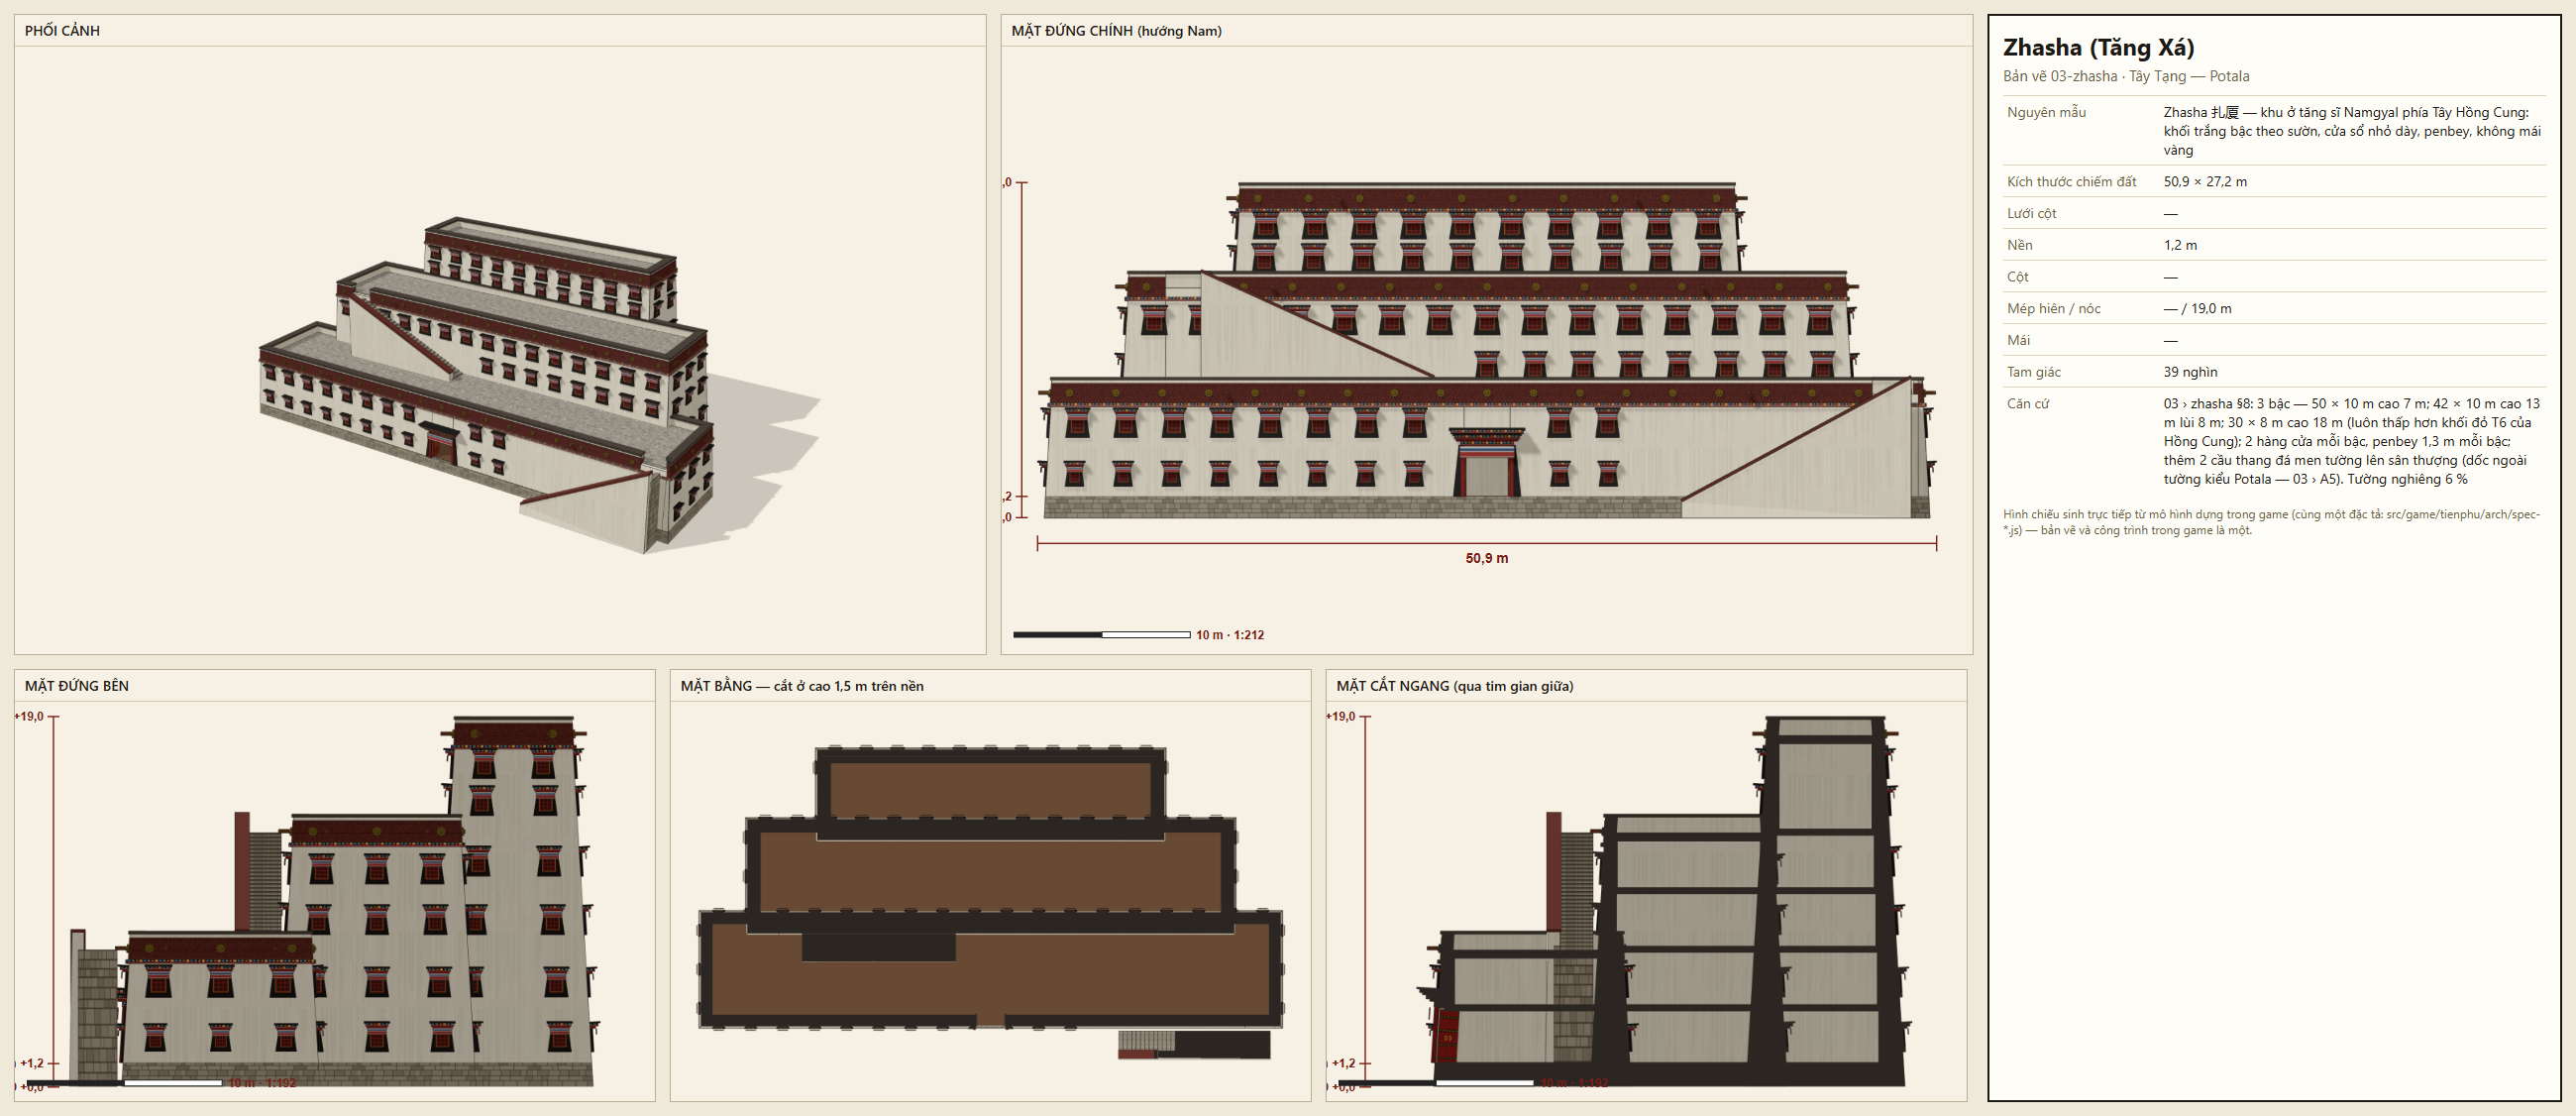 PHỐI CẢNH
MẶT ĐỨNG CHÍNH (hướng Nam)
,0
,2
,0
50,9 m
10 m · 1:212
MẶT ĐỨNG BÊN
+19,0
+1,2
+0,0
10 m · 1:192
MẶT BẰNG — cắt ở cao 1,5 m trên nền
MẶT CẮT NGANG (qua tim gian giữa)
+19,0
+1,2
+0,0
10 m · 1:192
Zhasha (Tăng Xá)
Bản vẽ 03-zhasha · Tây Tạng — Potala
Nguyên mẫu
Zhasha 扎厦 — khu ở tăng sĩ Namgyal phía Tây Hồng Cung:
khối trắng bậc theo sườn, cửa sổ nhỏ dày, penbey, không mái
vàng
Kích thước chiếm đất
50,9 × 27,2 m
Lưới cột
—
Nền
1,2 m
Cột
—
Mép hiên / nóc
— / 19,0 m
Mái
—
Tam giác
39 nghìn
Căn cứ
03 › zhasha §8: 3 bậc — 50 × 10 m cao 7 m; 42 × 10 m cao 13
m lùi 8 m; 30 × 8 m cao 18 m (luôn thấp hơn khối đỏ T6 của
Hồng Cung); 2 hàng cửa mỗi bậc, penbey 1,3 m mỗi bậc;
thêm 2 cầu thang đá men tường lên sân thượng (dốc ngoài
tường kiểu Potala — 03 › A5). Tường nghiêng 6 %
Hình chiếu sinh trực tiếp từ mô hình dựng trong game (cùng một đặc tả: src/game/tienphu/arch/spec-
*.js) — bản vẽ và công trình trong game là một.